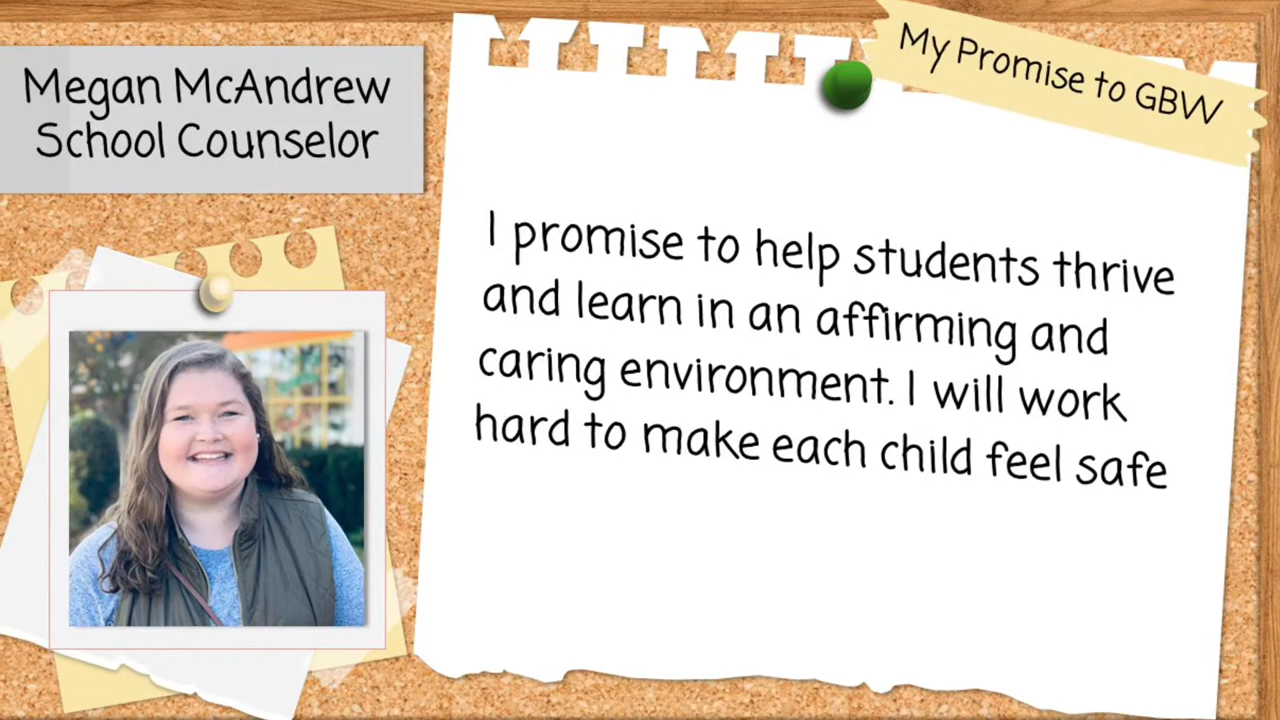 Megan McAndrew
School Counselor
My Promise to GBW
I promise to help students thrive
and learn in an affirming and
caring environment. I will work
hard to make each child feel safe